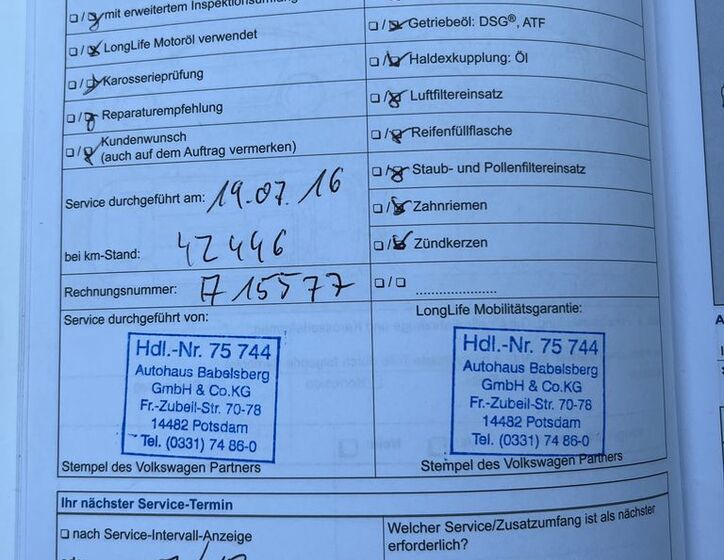 ☐ / ☒ mit erweitertem Inspektionsumfang
☐ / ☒ LongLife Motoröl verwendet
☐ / ☒ Karosserieprüfung
☐ / ☒ Reparaturempfehlung
☐ / ☒ Kundenwunsch
(auch auf dem Auftrag vermerken)
Service durchgeführt am: 19.07.16
bei km-Stand: 42446
Rechnungsnummer: A 715577
Service durchgeführt von:
Hdl.-Nr. 75 744
Autohaus Babelsberg
GmbH & Co.KG
Fr.-Zubeil-Str. 70-78
14482 Potsdam
Tel. (0331) 74 86-0
Stempel des Volkswagen Partners
☐ / ☒ Getriebeöl: DSG®, ATF
☐ / ☒ Haldexkupplung: Öl
☐ / ☒ Luftfiltereinsatz
☐ / ☒ Reifenfüllflasche
☐ / ☒ Staub- und Pollenfiltereinsatz
☐ / ☒ Zahnriemen
☐ / ☒ Zündkerzen
☐ / ☐ ......................
LongLife Mobilitätsgarantie:
Hdl.-Nr. 75 744
Autohaus Babelsberg
GmbH & Co.KG
Fr.-Zubeil-Str. 70-78
14482 Potsdam
Tel. (0331) 74 86-0
Stempel des Volkswagen Partners
Ihr nächster Service-Termin
☐ nach Service-Intervall-Anzeige
Welcher Service/Zusatzumfang ist als nächster
erforderlich?